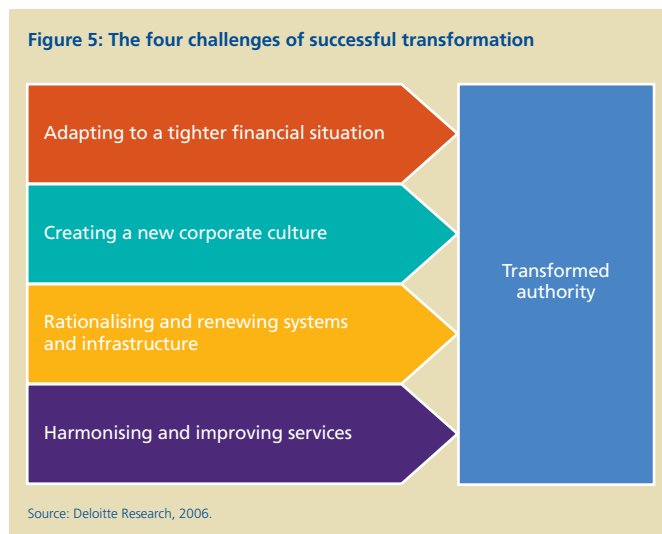 Figure 5: The four challenges of successful transformation
Adapting to a tighter financial situation
Creating a new corporate culture
Rationalising and renewing systems
and infrastructure
Harmonising and improving services
Transformed
authority
Source: Deloitte Research, 2006.